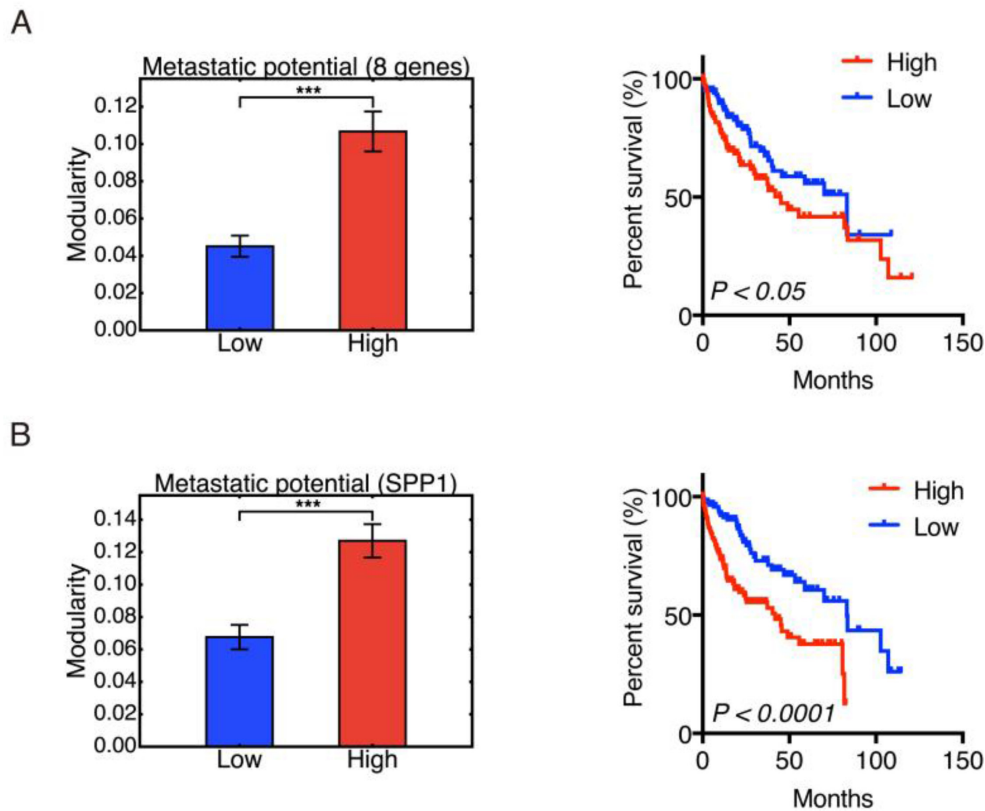 A
Metastatic potential (8 genes)
***
Modularity
0.12
0.10
0.08
0.06
0.04
0.02
0.00
Low
High
High
Low
Percent survival (%)
100
50
0
P < 0.05
0
50
100
150
Months
B
Metastatic potential (SPP1)
***
Modularity
0.14
0.12
0.10
0.08
0.06
0.04
0.02
0.00
Low
High
High
Low
Percent survival (%)
100
50
0
P < 0.0001
0
50
100
150
Months